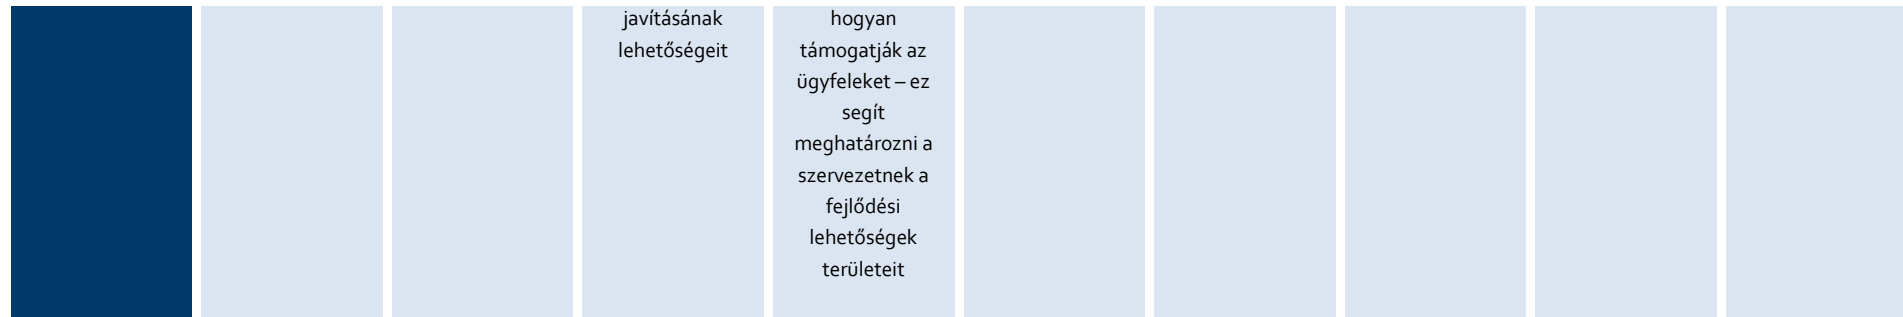 javításának
lehetőségeit
hogyan
támogatják az
ügyfeleket – ez
segít
meghatározni a
szervezetnek a
fejlődési
lehetőségek
területeit